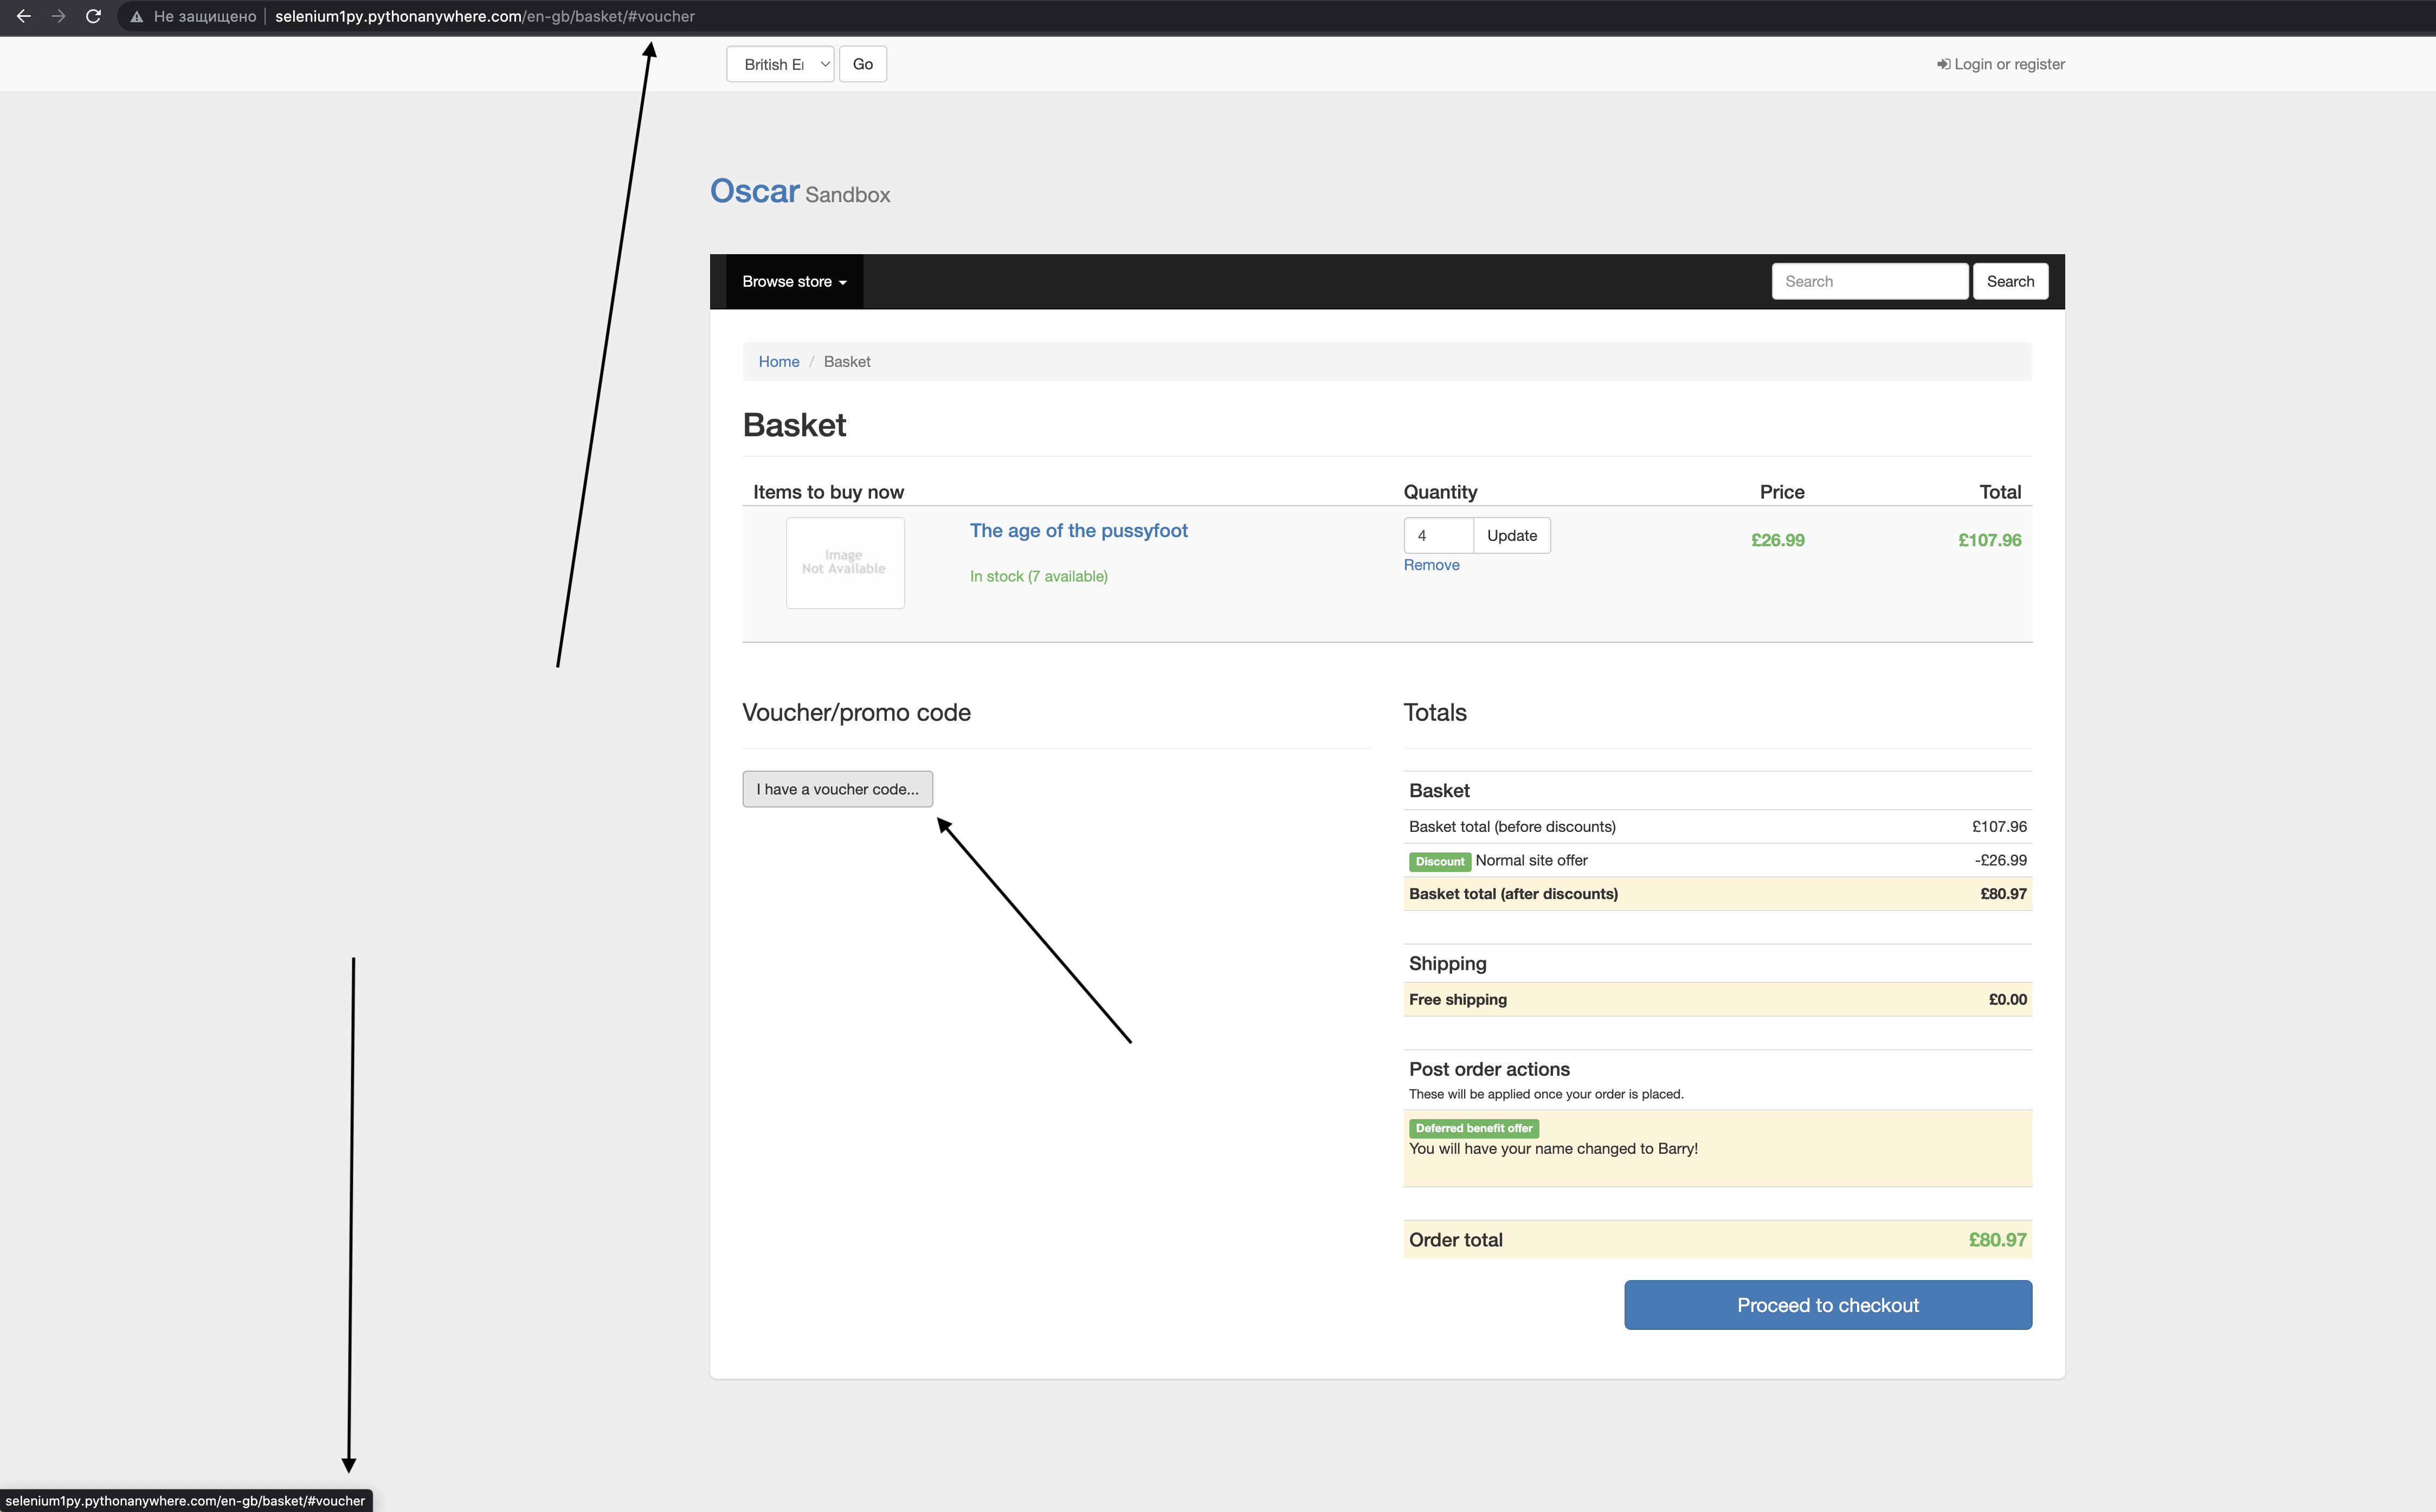 Не защищено selenium1py.pythonanywhere.com/en-gb/basket/#voucher
British Er Go Login or register
Oscar Sandbox
Browse store Search Search
Home / Basket
Basket
Items to buy now Quantity Price Total
Image
Not Available
The age of the pussyfoot 4 Update £26.99 £107.96
In stock (7 available) Remove
Voucher/promo code Totals
I have a voucher code...
Basket
Basket total (before discounts) £107.96
Discount Normal site offer -£26.99
Basket total (after discounts) £80.97
Shipping
Free shipping £0.00
Post order actions
These will be applied once your order is placed.
Deferred benefit offer
You will have your name changed to Barry!
Order total £80.97
Proceed to checkout
selenium1py.pythonanywhere.com/en-gb/basket/#voucher